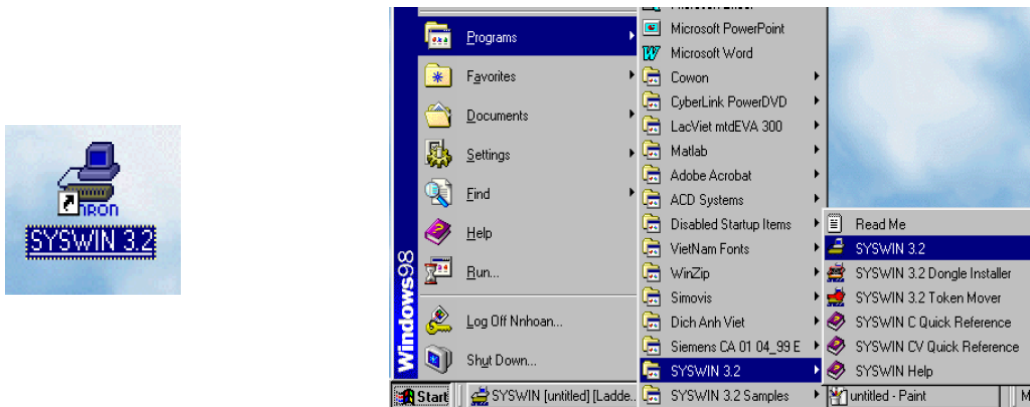 NRON
SYSWIN 3.2
Windows98
Programs
Favorites
Documents
Settings
Find
Help
Run...
Log Off Nnhoan...
Shut Down...
Microsoft PowerPoint
Microsoft Word
Cowon
CyberLink PowerDVD
LacViet mtdEVA 300
Matlab
Adobe Acrobat
ACD Systems
Disabled Startup Items
VietNam Fonts
WinZip
Simovis
Dich Anh Viet
Siemens CA 01 04_99 E
SYSWIN 3.2
SYSWIN 3.2 Samples
Read Me
SYSWIN 3.2
SYSWIN 3.2 Dongle Installer
SYSWIN 3.2 Token Mover
SYSWIN C Quick Reference
SYSWIN CV Quick Reference
SYSWIN Help
Start
SYSWIN [untitled] [Ladde..
untitled - Paint
M